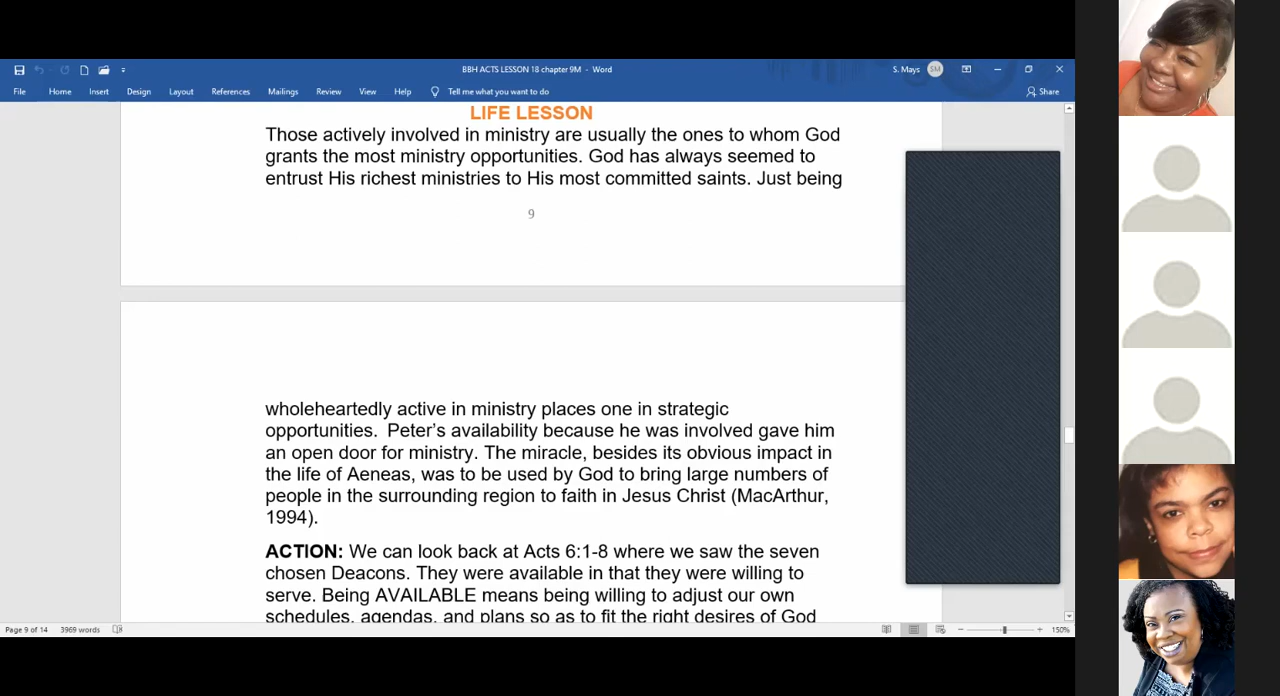 BBH ACTS LESSON 18 chapter 9M - Word
S. Mays SM
File Home Insert Design Layout References Mailings Review View Help Tell me what you want to do Share
LIFE LESSON
Those actively involved in ministry are usually the ones to whom God
grants the most ministry opportunities. God has always seemed to
entrust His richest ministries to His most committed saints. Just being
9
wholeheartedly active in ministry places one in strategic
opportunities. Peter’s availability because he was involved gave him
an open door for ministry. The miracle, besides its obvious impact in
the life of Aeneas, was to be used by God to bring large numbers of
people in the surrounding region to faith in Jesus Christ (MacArthur,
1994).
ACTION: We can look back at Acts 6:1-8 where we saw the seven
chosen Deacons. They were available in that they were willing to
serve. Being AVAILABLE means being willing to adjust our own
schedules, agendas, and plans so as to fit the right desires of God
Page 9 of 14 3969 words 150%